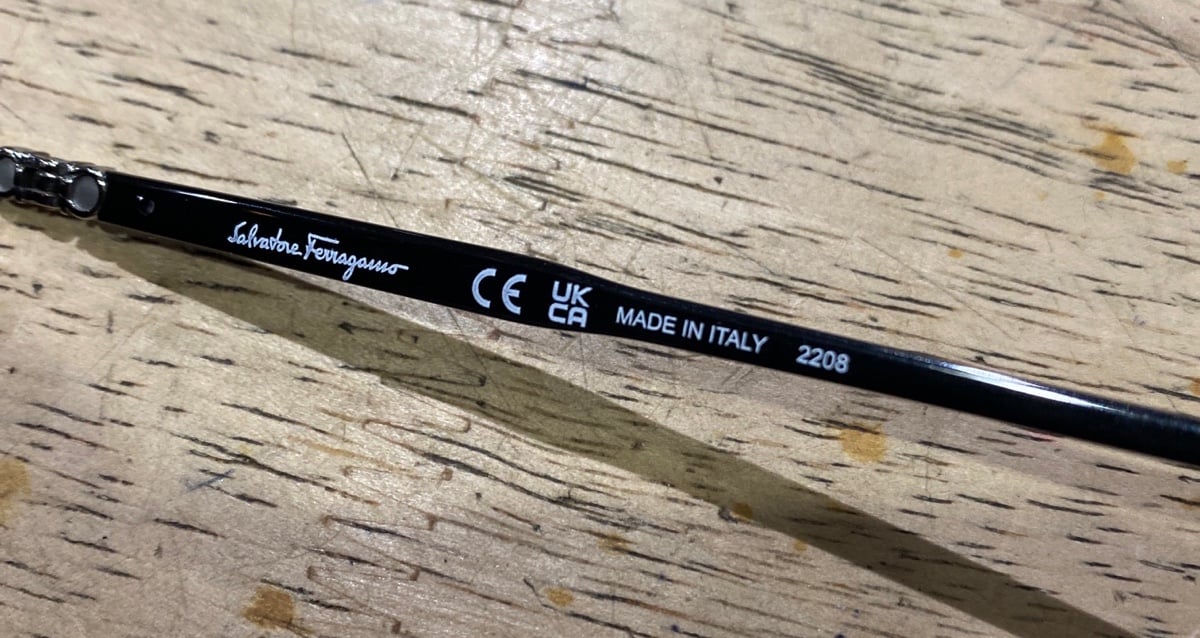 Salvatore Ferragamo CE UK CA MADE IN ITALY 2208